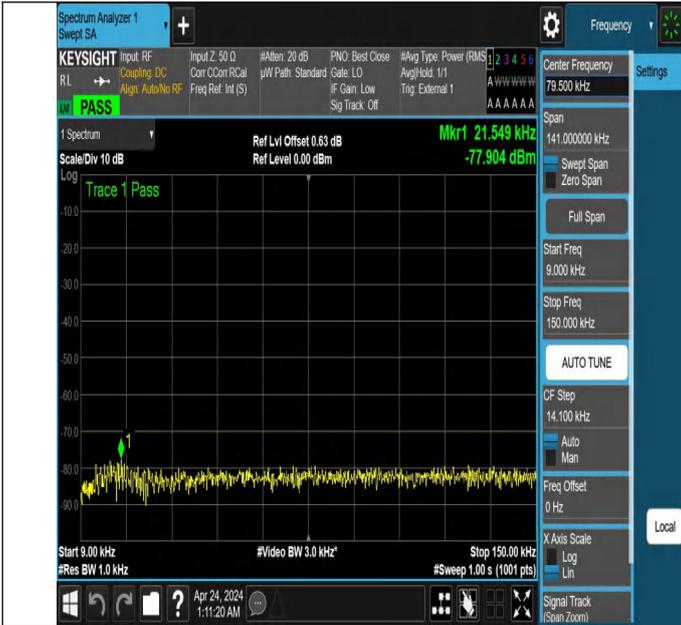 Spectrum Analyzer 1
Swept SA
+
Frequency
KEYSIGHT Input: RF Input Z: 50 Ω #Atten: 20 dB PNO: Best Close #Avg Type: Power (RMS 1 2 3 4 5 6
RL Coupling: DC Corr CCorr RCal µW Path: Standard Gate: LO Avg|Hold: 1/1 A W W W W W
Align: Auto/No RF Freq Ref: Int (S) IF Gain: Low Trig: External 1
Sig Track: Off A A A A A A
PASS
1 Spectrum
Ref Lvl Offset 0.63 dB
Mkr1 21.549 kHz
Scale/Div 10 dB
Ref Level 0.00 dBm
-77.904 dBm
Log
Trace 1 Pass
-10.0
-20.0
-30.0
-40.0
-50.0
-60.0
-70.0
1
-80.0
-90.0
Start 9.00 kHz
#Video BW 3.0 kHz*
Stop 150.00 kHz
#Res BW 1.0 kHz
#Sweep 1.00 s (1001 pts)
Apr 24, 2024
1:11:20 AM
?
Center Frequency
79.500 kHz
Settings
Span
141.000000 kHz
Swept Span
Zero Span
Full Span
Start Freq
9.000 kHz
Stop Freq
150.000 kHz
AUTO TUNE
CF Step
14.100 kHz
Auto
Man
Freq Offset
0 Hz
X Axis Scale
Log
Lin
Local
Signal Track
(Span Zoom)